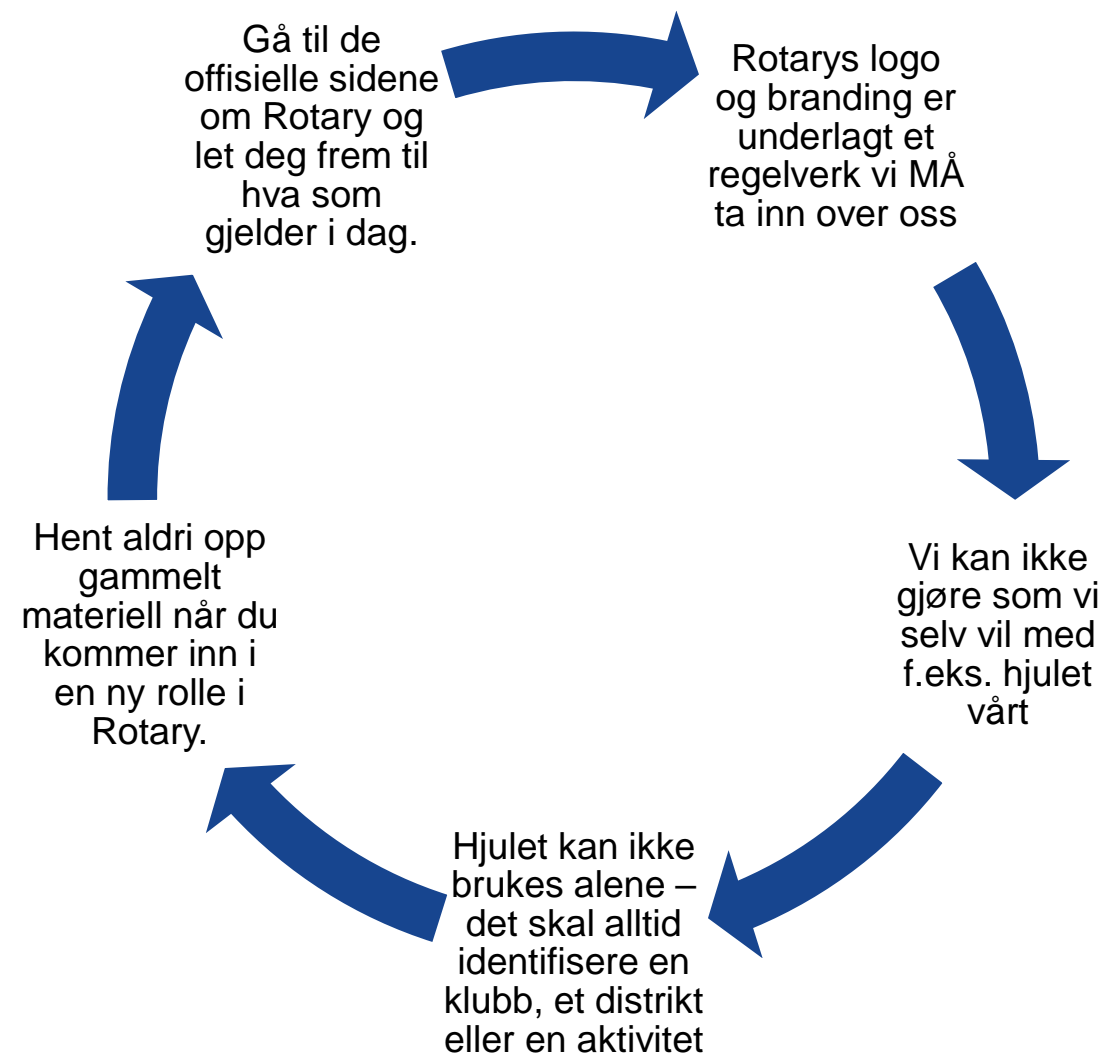 Gå til de
offisielle sidene
om Rotary og
let deg frem til
hva som
gjelder i dag.
Rotarys logo
og branding er
underlagt et
regelverk vi MÅ
ta inn over oss
Vi kan ikke
gjøre som vi
selv vil med
f.eks. hjulet
vårt
Hjulet kan ikke
brukes alene –
det skal alltid
identifisere en
klubb, et distrikt
eller en aktivitet
Hent aldri opp
gammelt
materiell når du
kommer inn i
en ny rolle i
Rotary.